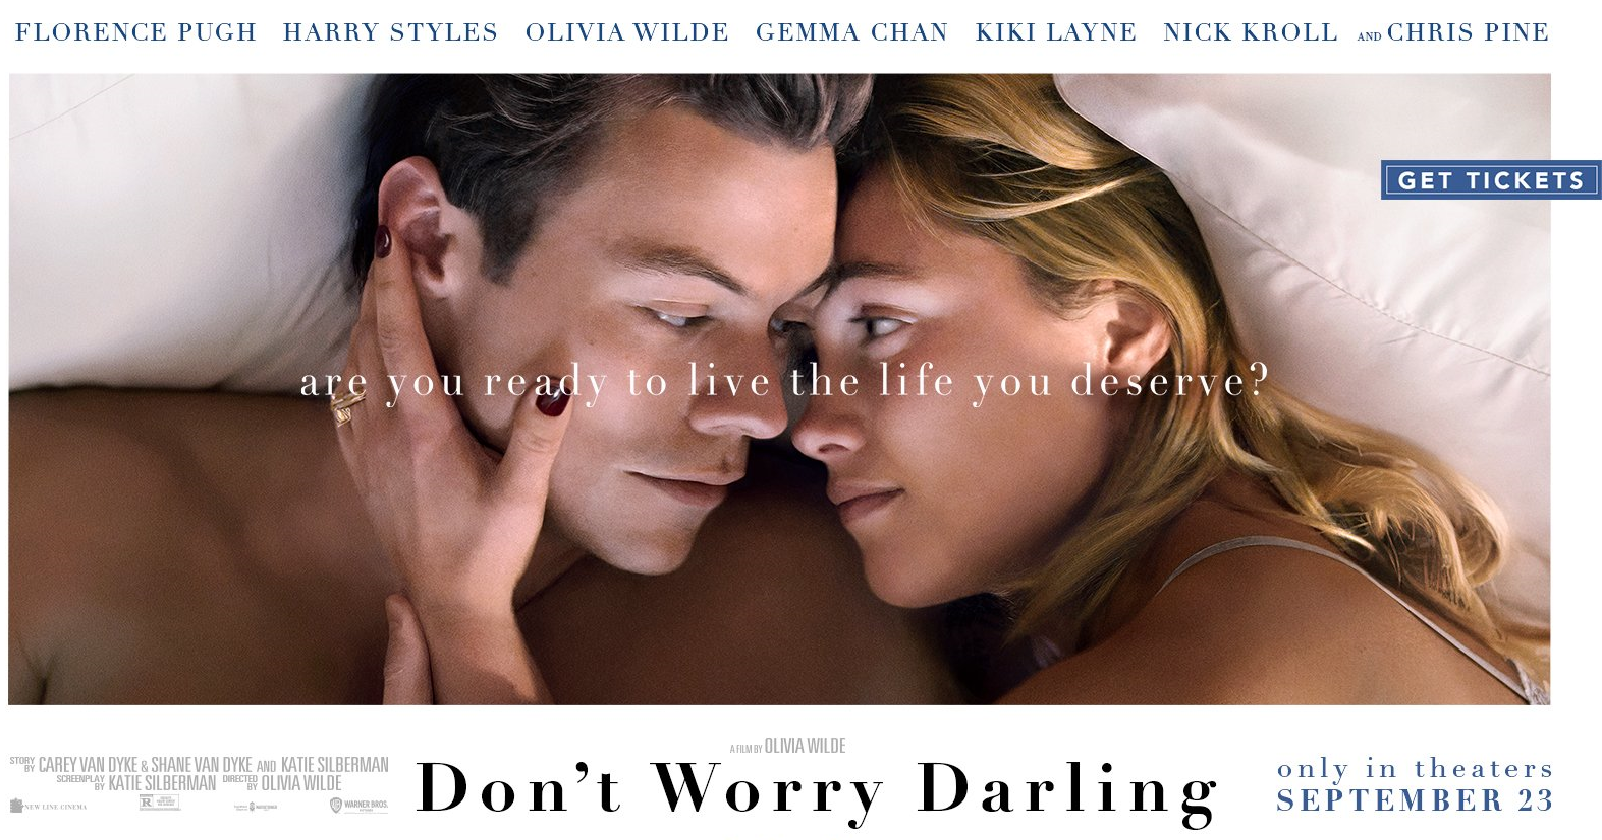 FLORENCE PUGH HARRY STYLES OLIVIA WILDE GEMMA CHAN KIKI LAYNE NICK KROLL AND CHRIS PINE
GET TICKETS
are you ready to live the life you deserve?
A FILM BY OLIVIA WILDE
STORY BY CAREY VAN DYKE & SHANE VAN DYKE AND KATIE SILBERMAN
SCREENPLAY BY KATIE SILBERMAN DIRECTED BY OLIVIA WILDE
NEW LINE CINEMA R WARNER BROS.
Don't Worry Darling
only in theaters
SEPTEMBER 23